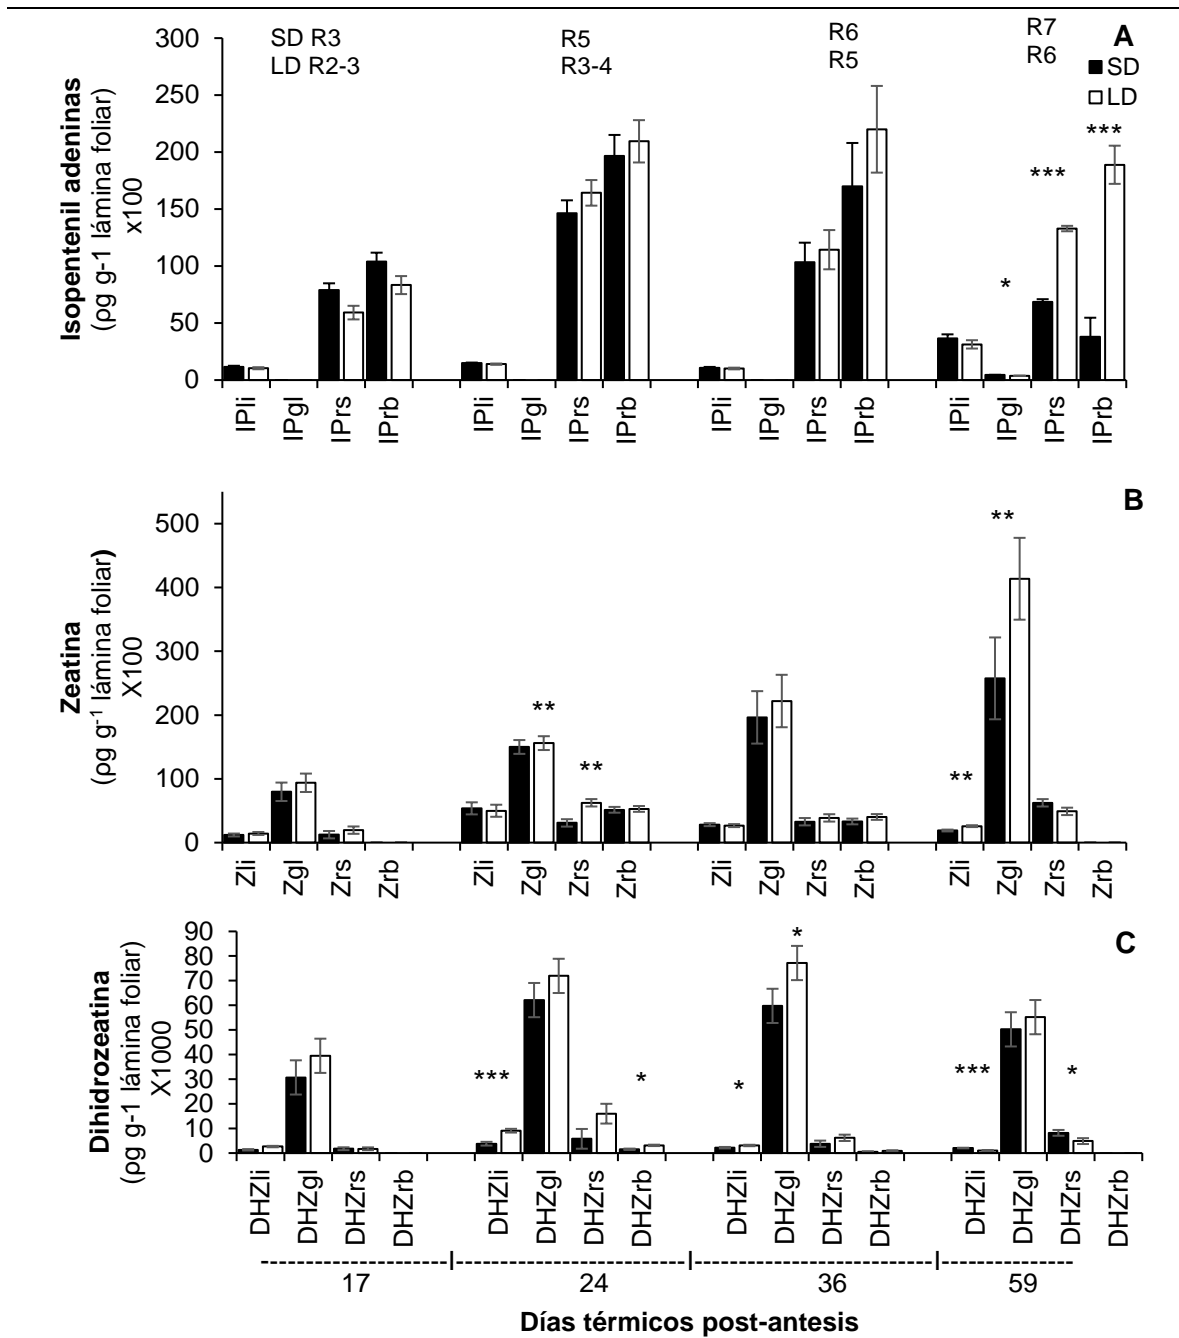 SD R3
LD R2-3
R5
R3-4
R6
R5
R7
R6
A
SD
LD
Isopentenil adeninas
(ρg g-1 lámina foliar)
x100
300
250
200
150
100
50
0
*
***
***
IPli IPgl IPrs IPrb IPli IPgl IPrs IPrb IPli IPgl IPrs IPrb IPli IPgl IPrs IPrb
B
Zeatina
(ρg g-1 lámina foliar)
X100
500
400
300
200
100
0
**
**
**
**
Zli Zgl Zrs Zrb Zli Zgl Zrs Zrb Zli Zgl Zrs Zrb Zli Zgl Zrs Zrb
C
Dihidrozeatina
(ρg g-1 lámina foliar)
X1000
90
80
70
60
50
40
30
20
10
0
***
*
*
*
***
*
DHZli DHZgl DHZrs DHZrb DHZli DHZgl DHZrs DHZrb DHZli DHZgl DHZrs DHZrb DHZli DHZgl DHZrs DHZrb
17 24 36 59
Días térmicos post-antesis